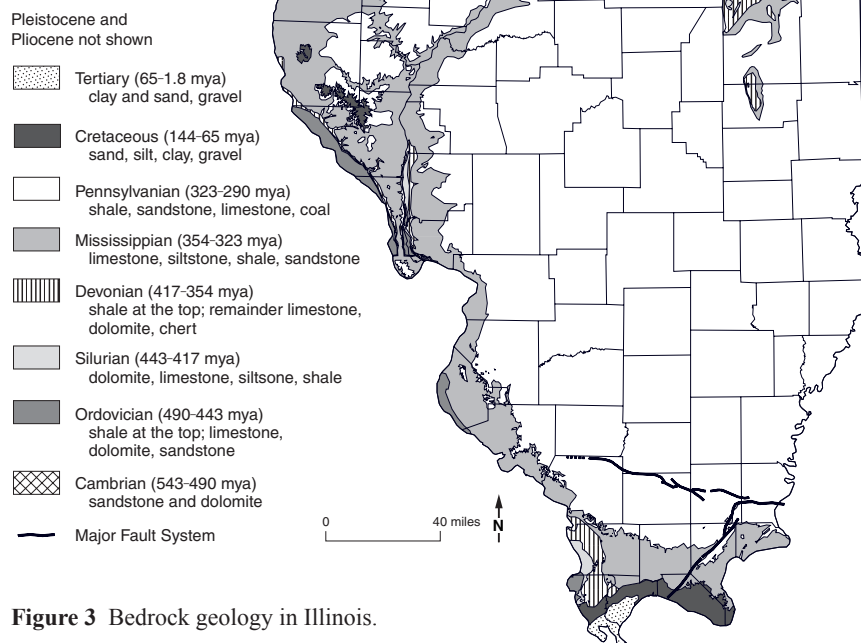 Pleistocene and
Pliocene not shown
Tertiary (65-1.8 mya)
clay and sand, gravel
Cretaceous (144-65 mya)
sand, silt, clay, gravel
Pennsylvanian (323-290 mya)
shale, sandstone, limestone, coal
Mississippian (354-323 mya)
limestone, siltstone, shale, sandstone
Devonian (417-354 mya)
shale at the top; remainder limestone,
dolomite, chert
Silurian (443-417 mya)
dolomite, limestone, siltsone, shale
Ordovician (490-443 mya)
shale at the top; limestone,
dolomite, sandstone
Cambrian (543-490 mya)
sandstone and dolomite
Major Fault System
0 40 miles
N
Figure 3 Bedrock geology in Illinois.